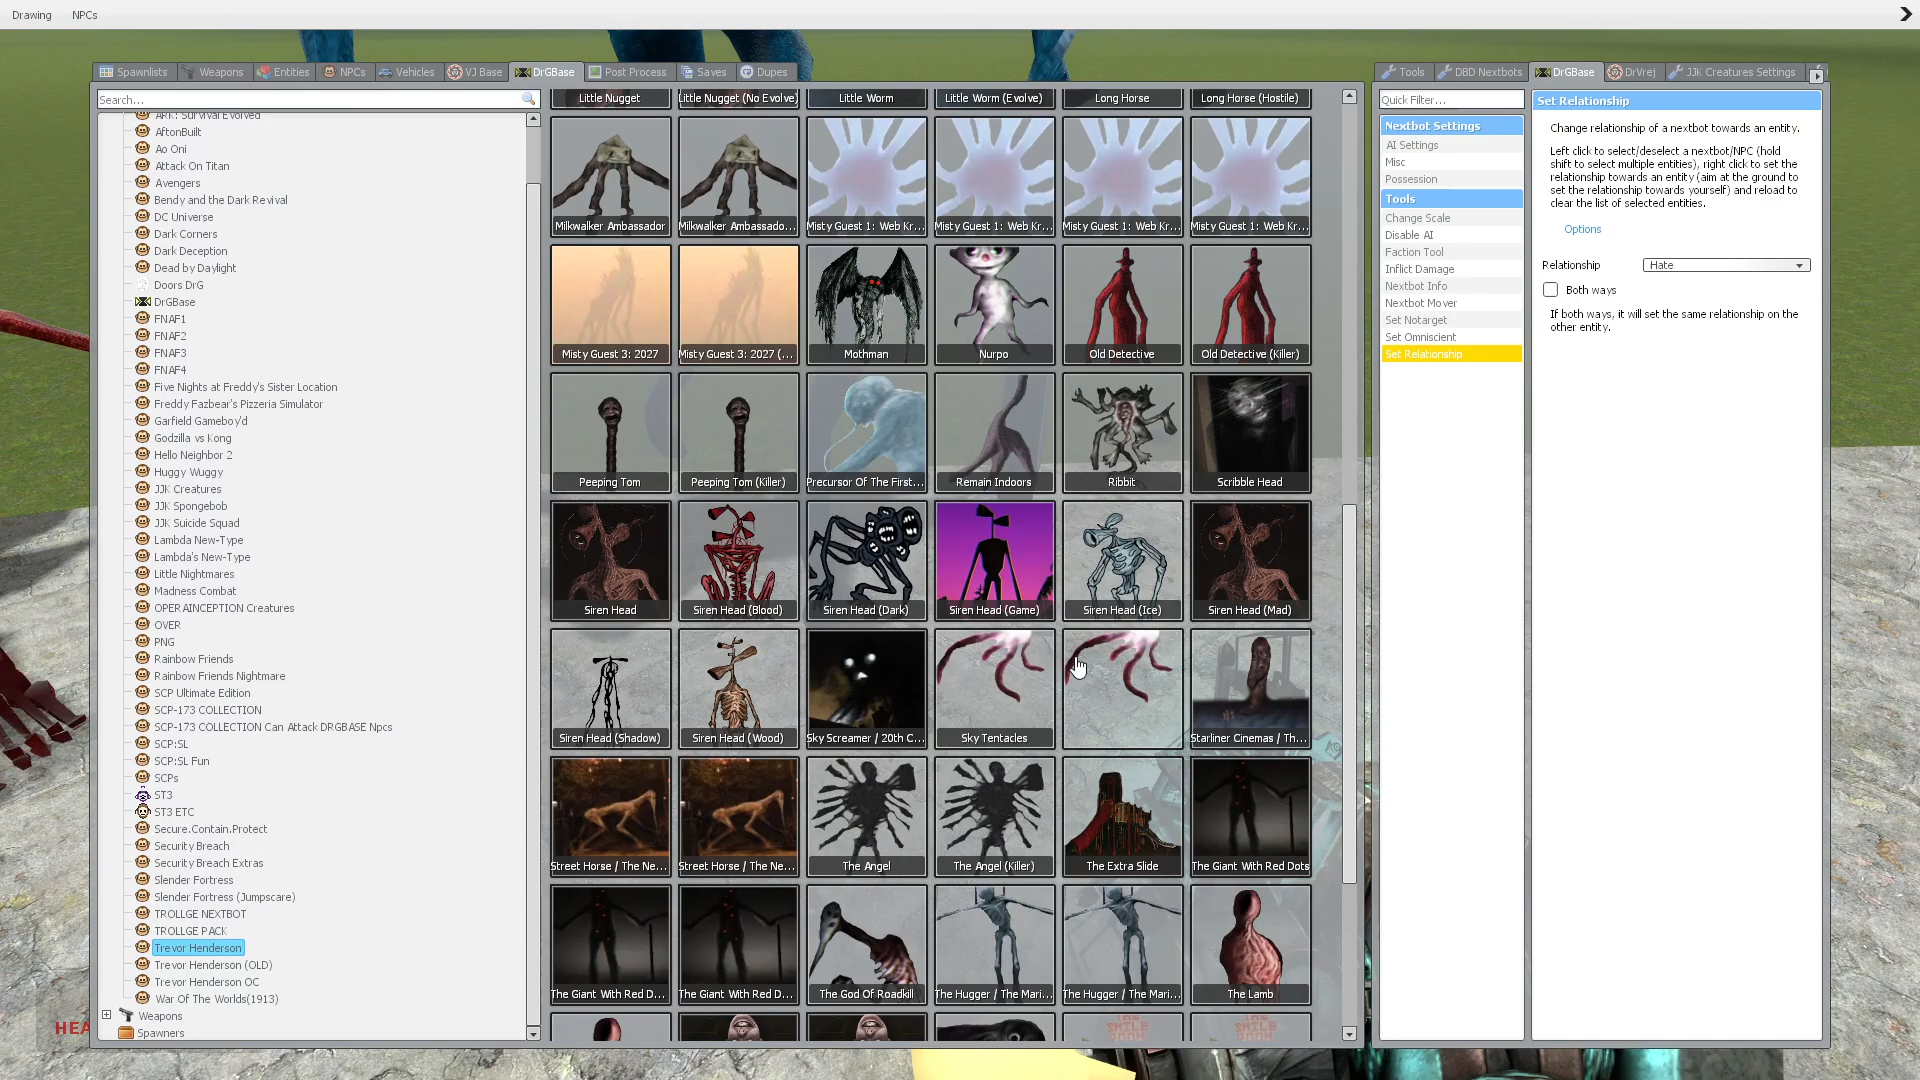 Drawing NPCs
Spawnlists Weapons Entities NPCs Vehicles VJ Base DrGBase Post Process Saves Dupes
Search...
ARK: Survival Evolved
AftonBuilt
Ao Oni
Attack On Titan
Avengers
Bendy and the Dark Revival
DC Universe
Dark Corners
Dark Deception
Dead by Daylight
Doors DrG
DrGBase
FNAF1
FNAF2
FNAF3
FNAF4
Five Nights at Freddy's Sister Location
Freddy Fazbear's Pizzeria Simulator
Garfield Gameboy'd
Godzilla vs Kong
Hello Neighbor 2
Huggy Wuggy
JJK Creatures
JJK Spongebob
JJK Suicide Squad
Lambda New-Type
Lambda's New-Type
Little Nightmares
Madness Combat
OPERAINCEPTION Creatures
OVER
PNG
Rainbow Friends
Rainbow Friends Nightmare
SCP Ultimate Edition
SCP-173 COLLECTION
SCP-173 COLLECTION Can Attack DRGBASE Npcs
SCP:SL
SCP:SL Fun
SCPs
ST3
ST3 ETC
Secure.Contain.Protect
Security Breach
Security Breach Extras
Slender Fortress
Slender Fortress (Jumpscare)
TROLLGE NEXTBOT
TROLLGE PACK
Trevor Henderson
Trevor Henderson (OLD)
Trevor Henderson OC
War Of The Worlds(1913)
Weapons
Spawners
HEA
Little Nugget Little Nugget (No Evolve) Little Worm Little Worm (Evolve) Long Horse Long Horse (Hostile)
Milkwalker Ambassador Milkwalker Ambassado... Misty Guest 1: Web Kr... Misty Guest 1: Web Kr... Misty Guest 1: Web Kr... Misty Guest 1: Web Kr...
Misty Guest 3: 2027 Misty Guest 3: 2027 (... Mothman Nurpo Old Detective Old Detective (Killer)
Peeping Tom Peeping Tom (Killer) Precursor Of The First... Remain Indoors Ribbit Scribble Head
Siren Head Siren Head (Blood) Siren Head (Dark) Siren Head (Game) Siren Head (Ice) Siren Head (Mad)
Siren Head (Shadow) Siren Head (Wood) Sky Screamer / 20th C... Sky Tentacles Starliner Cinemas / Th...
Street Horse / The Ne... Street Horse / The Ne... The Angel The Angel (Killer) The Extra Slide The Giant With Red Dots
The Giant With Red D... The Giant With Red D... The God Of Roadkill The Hugger / The Mari... The Hugger / The Mari... The Lamb
THE SMILE ROOM THE SMILE ROOM
Tools DBD Nextbots DrGBase DrVrej JJK Creatures Settings
Quick Filter...
Nextbot Settings
AI Settings
Misc
Possession
Tools
Change Scale
Disable AI
Faction Tool
Inflict Damage
Nextbot Info
Nextbot Mover
Set Notarget
Set Omniscient
Set Relationship
Set Relationship
Change relationship of a nextbot towards an entity.
Left click to select/deselect a nextbot/NPC (hold
shift to select multiple entities), right click to set the
relationship towards an entity (aim at the ground to
set the relationship towards yourself) and reload to
clear the list of selected entities.
Options
Relationship Hate
Both ways
If both ways, it will set the same relationship on the
other entity.